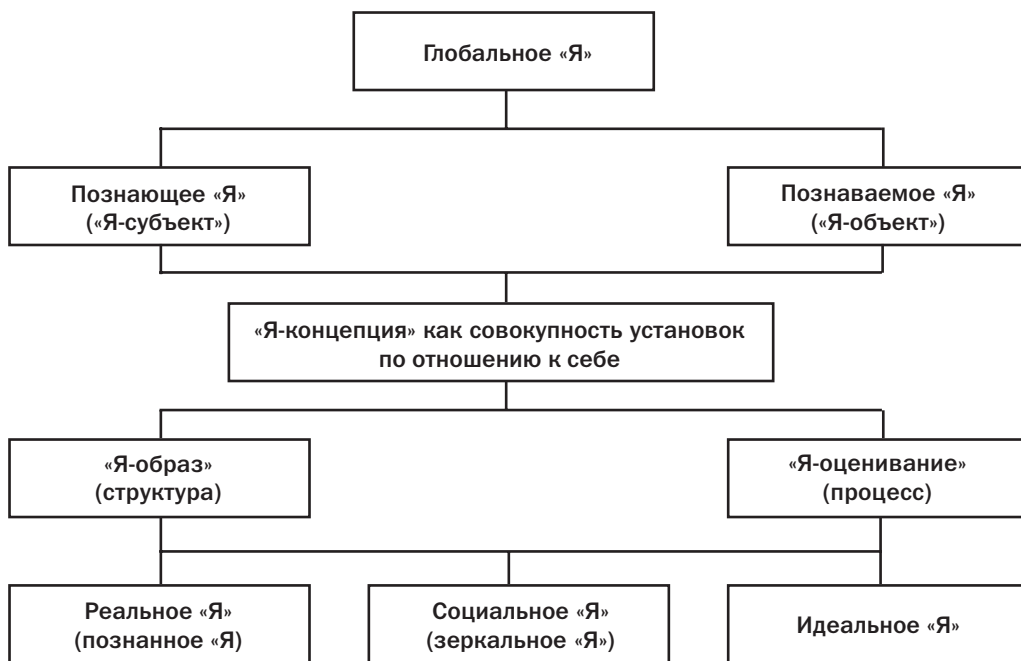 Глобальное «Я»
Познающее «Я»
(«Я-субъект»)
Познаваемое «Я»
(«Я-объект»)
«Я-концепция» как совокупность установок
по отношению к себе
«Я-образ»
(структура)
«Я-оценивание»
(процесс)
Реальное «Я»
(познанное «Я)
Социальное «Я»
(зеркальное «Я»)
Идеальное «Я»